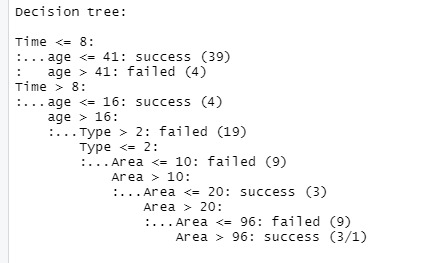 Decision tree:
Time <= 8:
:...age <= 41: success (39)
:   age > 41: failed (4)
Time > 8:
:...age <= 16: success (4)
    age > 16:
    :...Type > 2: failed (19)
        Type <= 2:
        :...Area <= 10: failed (9)
            Area > 10:
            :...Area <= 20: success (3)
                Area > 20:
                :...Area <= 96: failed (9)
                    Area > 96: success (3/1)